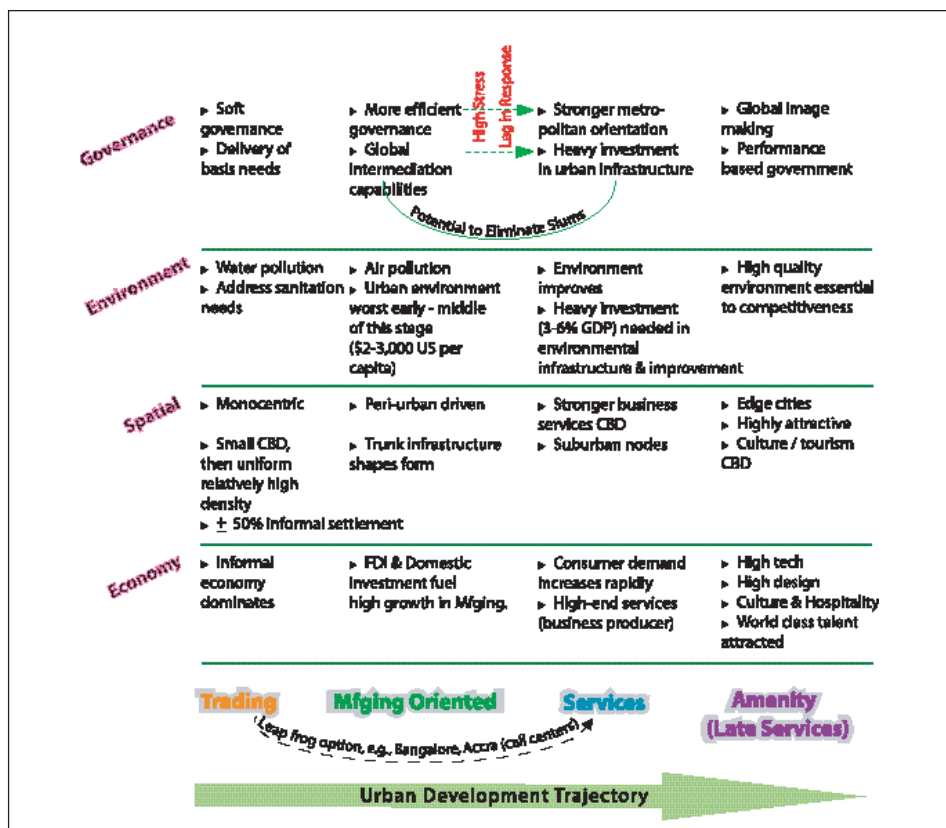 High Stress
Lag in Response
Governance
▸ Soft
governance
▸ Delivery of
basis needs
▸ More efficient
governance
▸ Global
intermediation
capabilities
▸ Stronger metro-
politan orientation
▸ Heavy investment
in urban infrastructure
▸ Global image
making
▸ Performance
based government
Potential to Eliminate Slums
Environment
▸ Water pollution
▸ Address sanitation
needs
▸ Air pollution
▸ Urban environment
worst early - middle
of this stage
($2-3,000 US per
capita)
▸ Environment
improves
▸ Heavy investment
(3-6% GDP) needed in
environmental
infrastructure & improvement
▸ High quality
environment essential
to competitiveness
Spatial
▸ Monocentric
▸ Small CBD,
then uniform
relatively high
density
▸ ± 50% informal settlement
▸ Peri-urban driven
▸ Trunk infrastructure
shapes form
▸ Stronger business
services CBD
▸ Suburban nodes
▸ Edge cities
▸ Highly attractive
▸ Culture / tourism
CBD
Economy
▸ Informal
economy
dominates
▸ FDI & Domestic
investment fuel
high growth in Mfging.
▸ Consumer demand
increases rapidly
▸ High-end services
(business producer)
▸ High tech
▸ High design
▸ Culture & Hospitality
▸ World class talent
attracted
Trading
Mfging Oriented
Services
Amenity
(Late Services)
Leap frog option, e.g., Bangalore, Accra (call centers)
Urban Development Trajectory